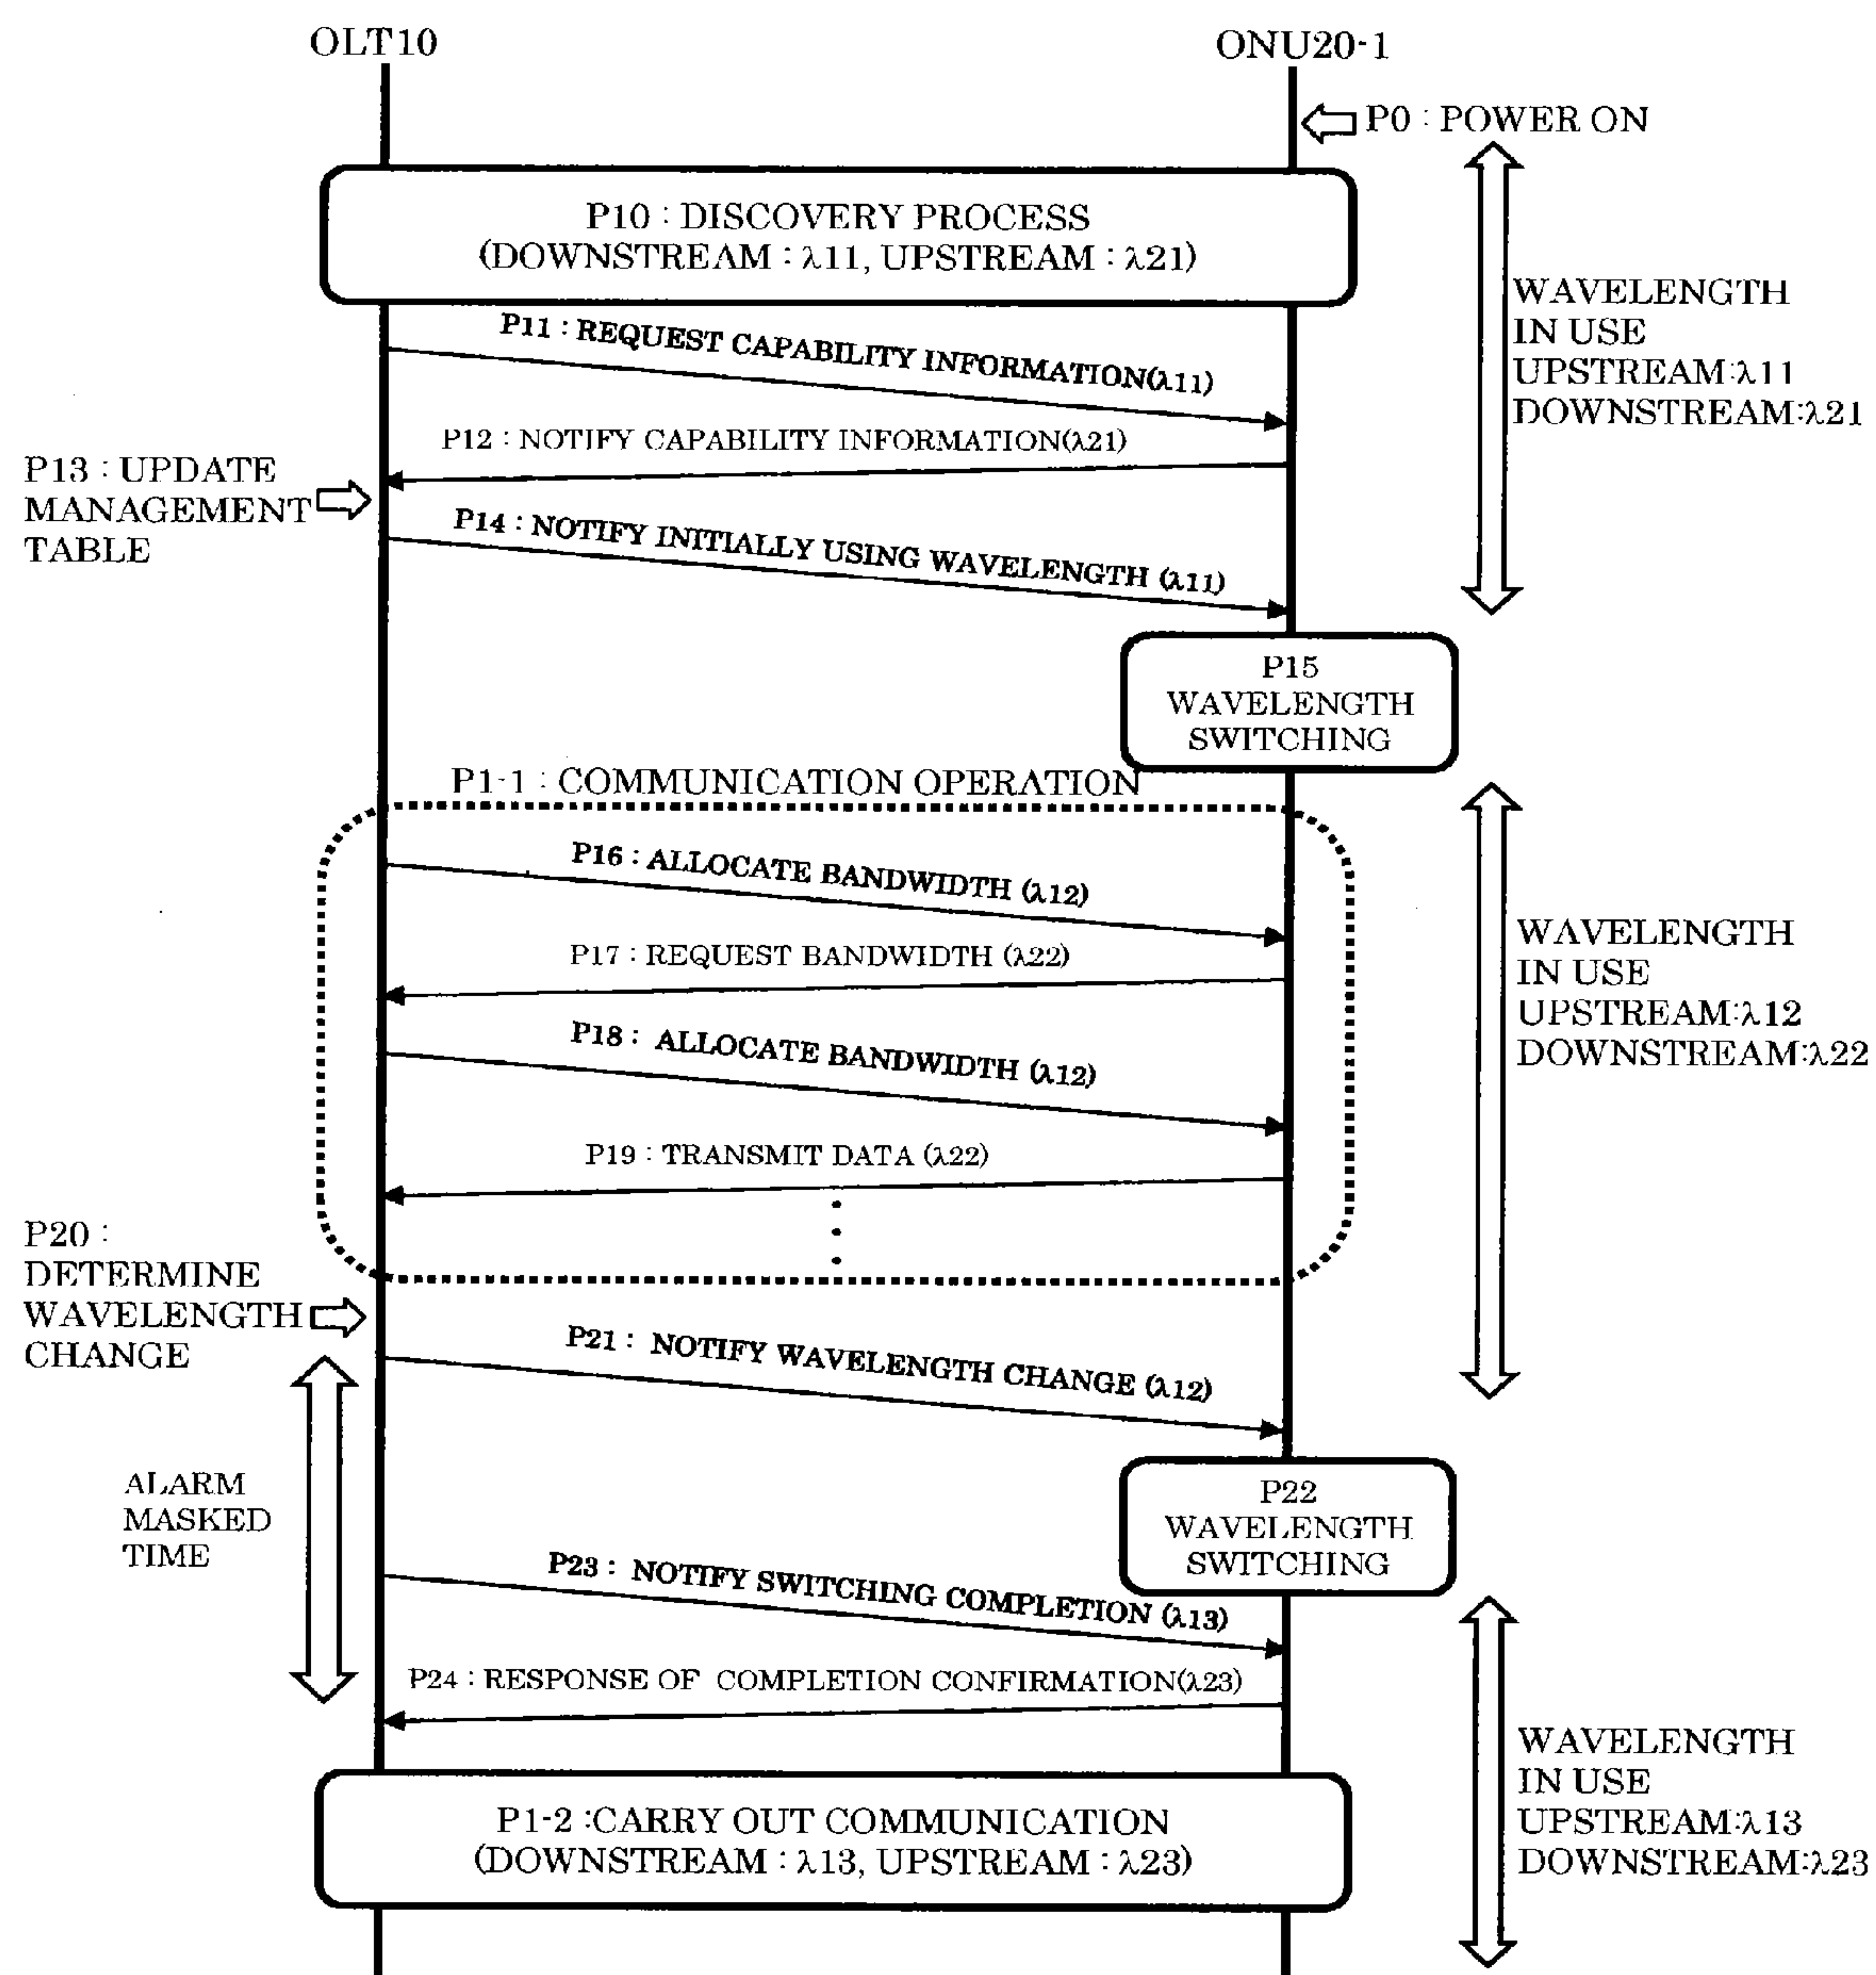 OLT10
ONU20-1
P0 : POWER ON
P10 : DISCOVERY PROCESS
(DOWNSTREAM : λ11, UPSTREAM : λ21)
WAVELENGTH
IN USE
UPSTREAM:λ11
DOWNSTREAM:λ21
P11 : REQUEST CAPABILITY INFORMATION(λ11)
P12 : NOTIFY CAPABILITY INFORMATION(λ21)
P13 : UPDATE
MANAGEMENT
TABLE
P14 : NOTIFY INITIALLY USING WAVELENGTH (λ11)
P15
WAVELENGTH
SWITCHING
P1-1 : COMMUNICATION OPERATION
P16 : ALLOCATE BANDWIDTH (λ12)
P17 : REQUEST BANDWIDTH (λ22)
WAVELENGTH
IN USE
UPSTREAM:λ12
DOWNSTREAM:λ22
P18 : ALLOCATE BANDWIDTH (λ12)
P19 : TRANSMIT DATA (λ22)
P20 :
DETERMINE
WAVELENGTH
CHANGE
P21 : NOTIFY WAVELENGTH CHANGE (λ12)
ALARM
MASKED
TIME
P22
WAVELENGTH
SWITCHING
P23 : NOTIFY SWITCHING COMPLETION (λ13)
P24 : RESPONSE OF COMPLETION CONFIRMATION(λ23)
WAVELENGTH
IN USE
UPSTREAM:λ13
DOWNSTREAM:λ23
P1-2 :CARRY OUT COMMUNICATION
(DOWNSTREAM : λ13, UPSTREAM : λ23)